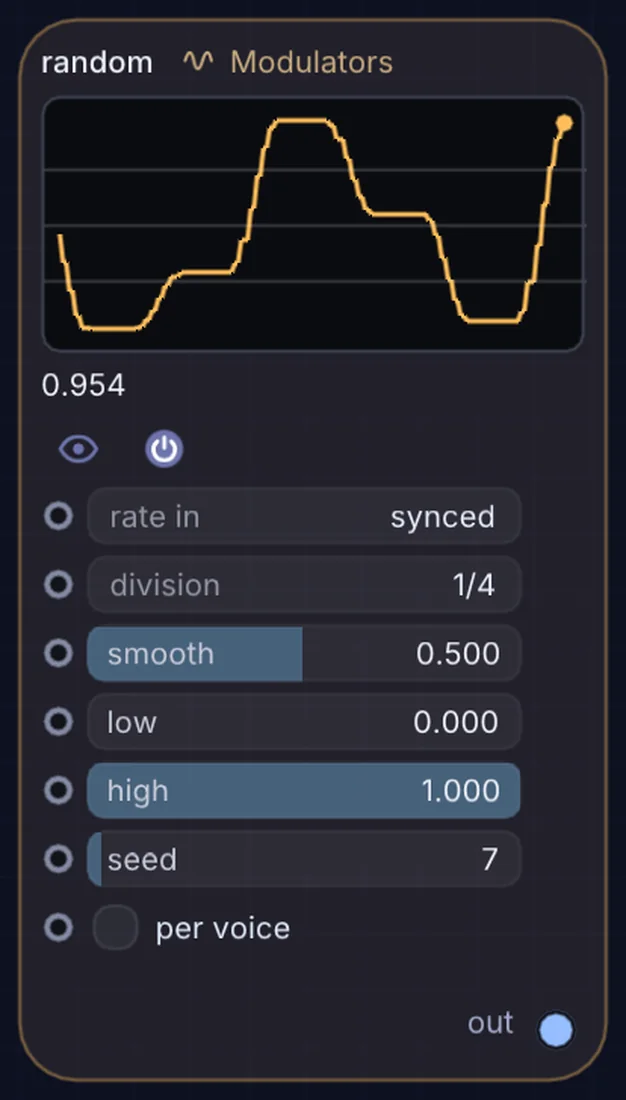 random Modulators
0.954
rate in synced
division 1/4
smooth 0.500
low 0.000
high 1.000
seed 7
per voice
out